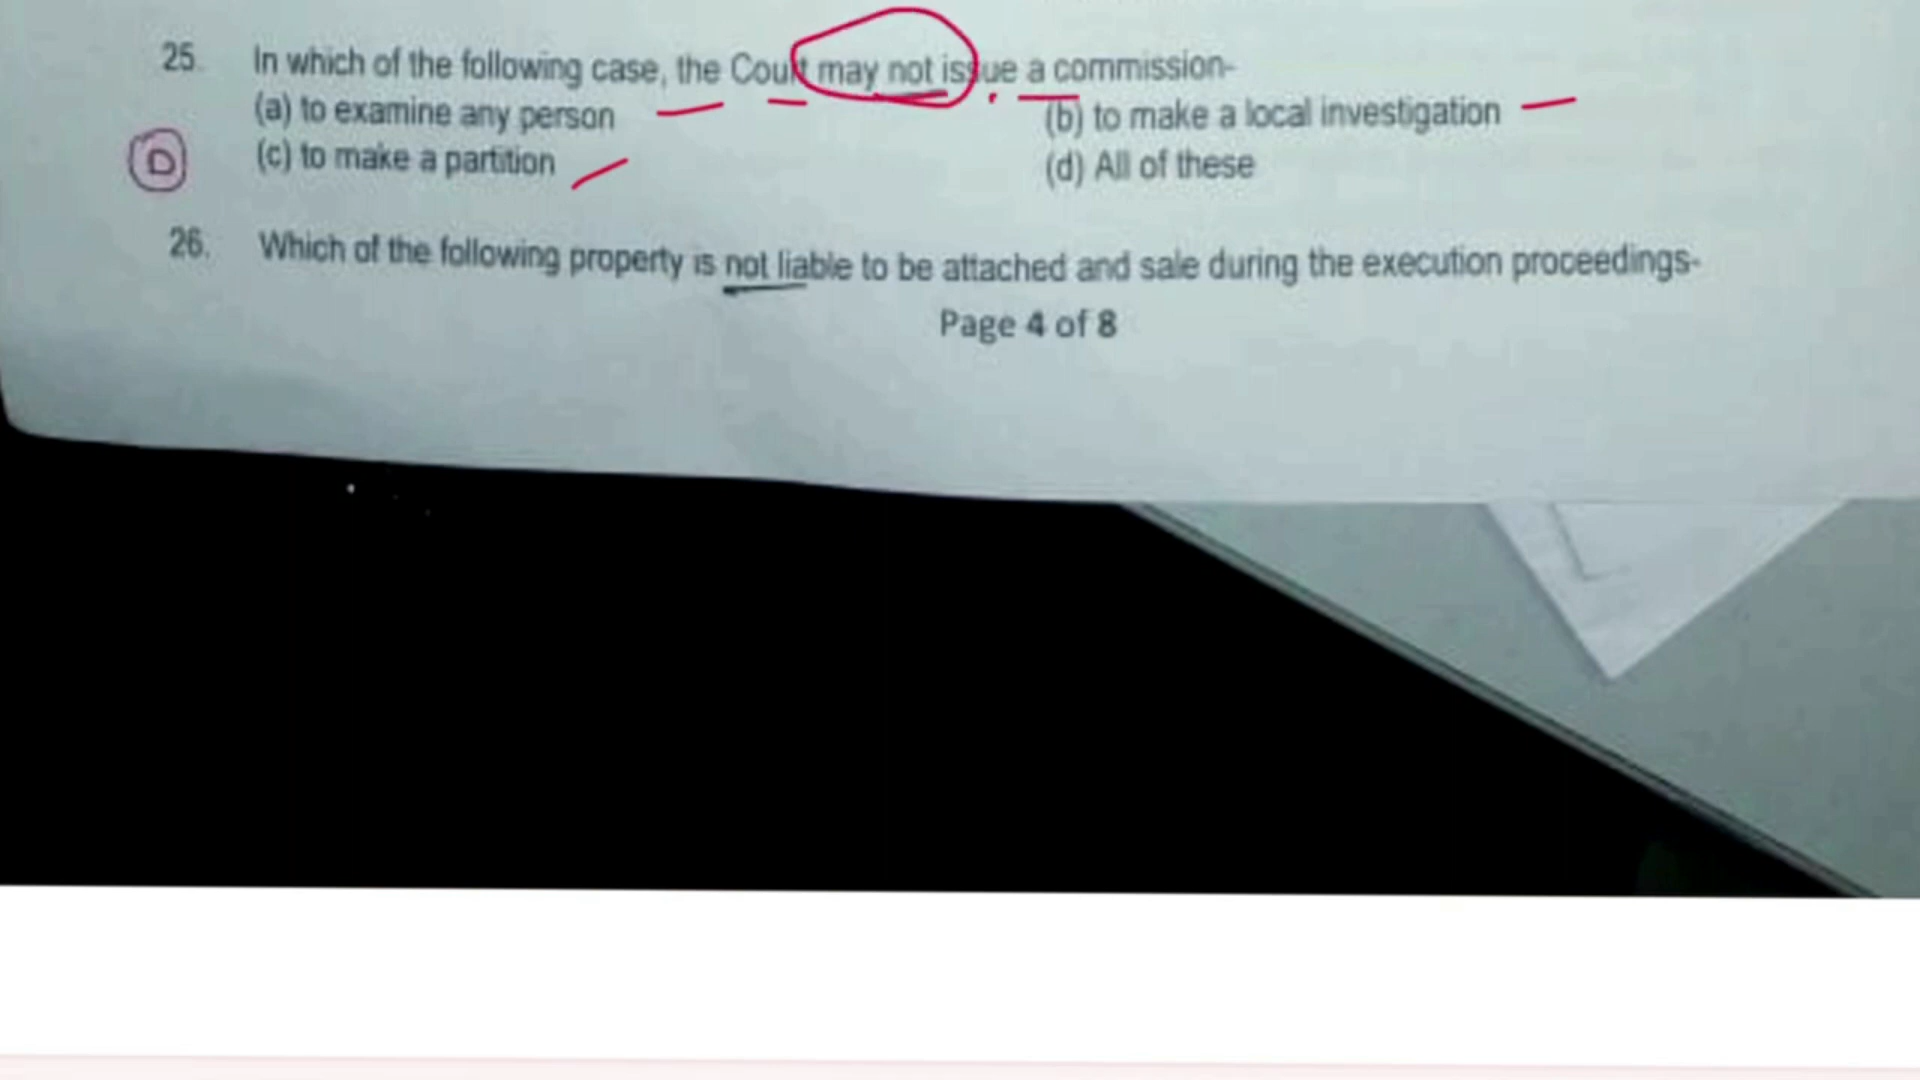 25. In which of the following case, the Court may not issue a commission-
(a) to examine any person (b) to make a local investigation
D (c) to make a partition (d) All of these
26. Which of the following property is not liable to be attached and sale during the execution proceedings-
Page 4 of 8